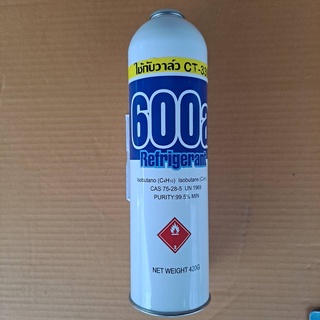 ใช้กับวาล์ว CT-33
600a
Refrigerant
Isobutano (C₄H₁₀) Isobutane (C₄H
CAS 75-28-5 UN 1969
PURITY:99.5% MIN
NET WEIGHT 420G